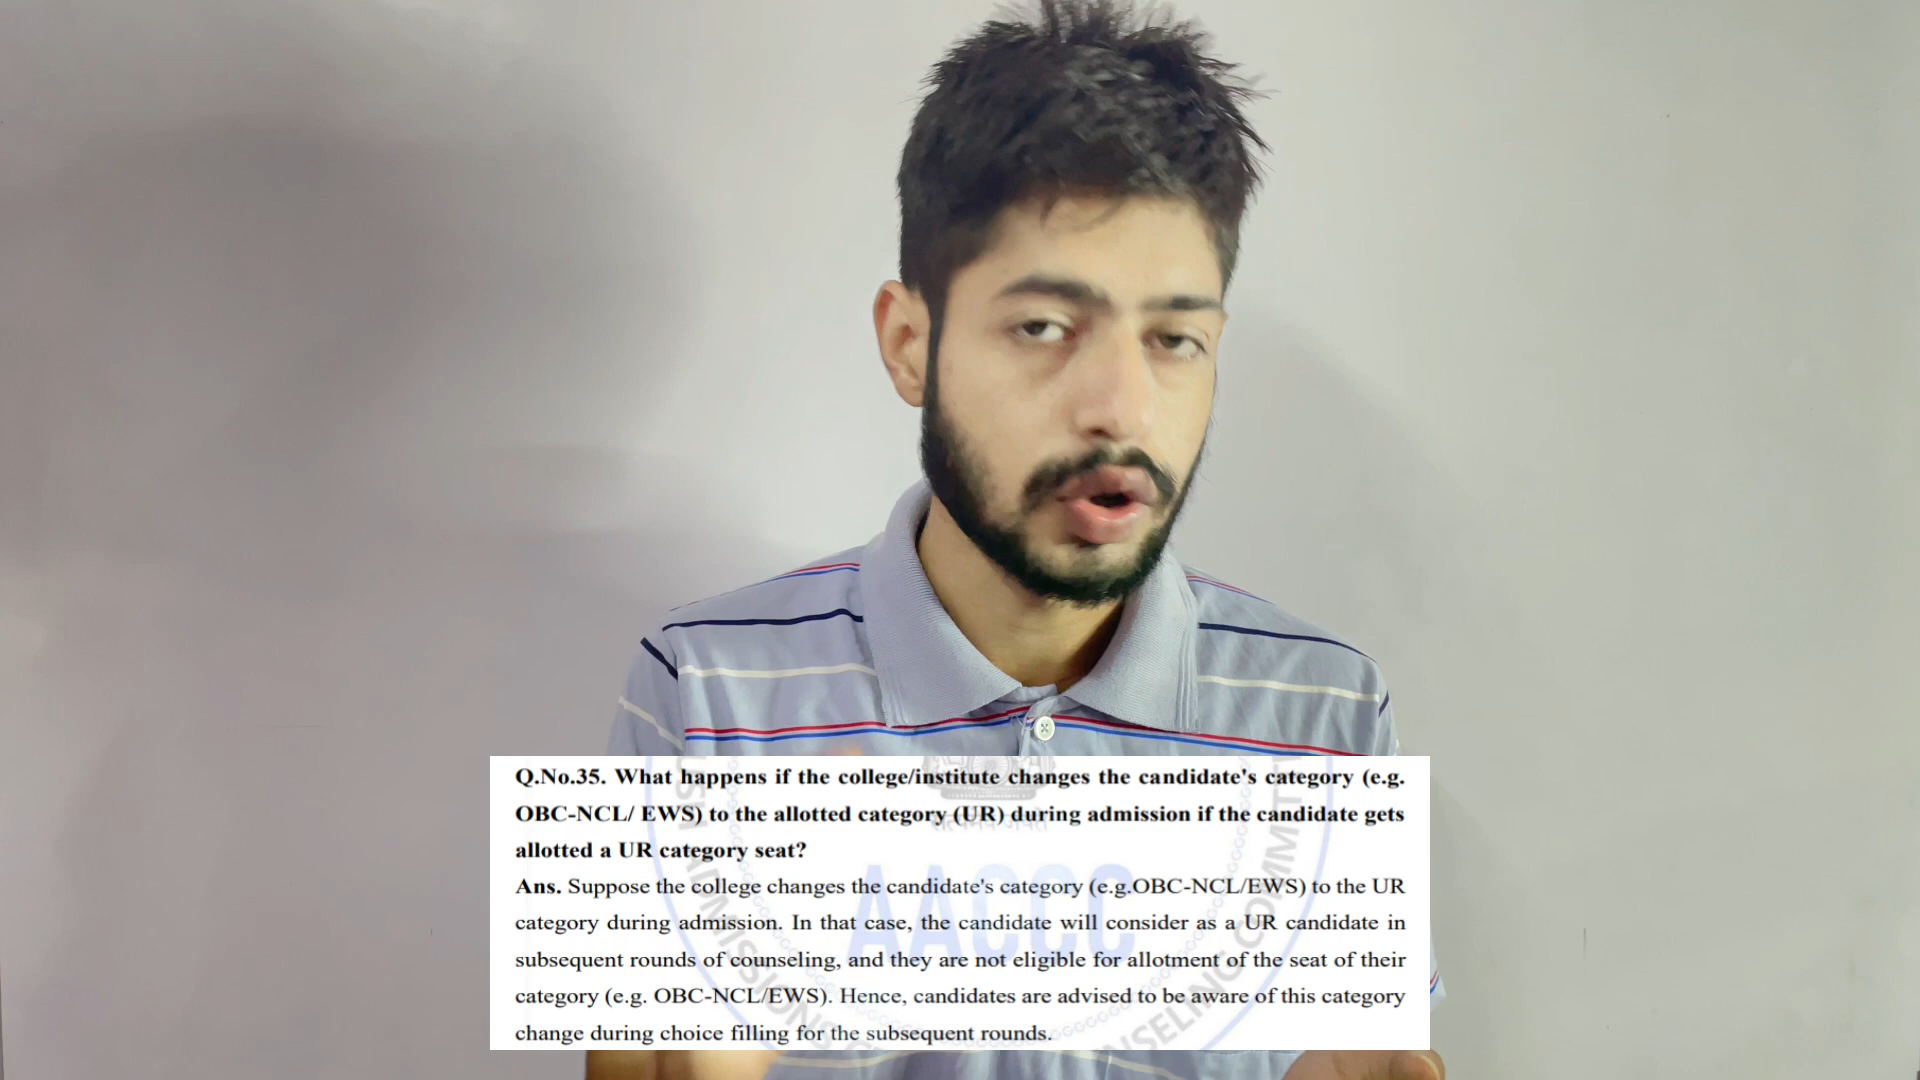 Q.No.35. What happens if the college/institute changes the candidate's category (e.g.
OBC-NCL/ EWS) to the allotted category (UR) during admission if the candidate gets
allotted a UR category seat?
Ans. Suppose the college changes the candidate's category (e.g.OBC-NCL/EWS) to the UR
category during admission. In that case, the candidate will consider as a UR candidate in
subsequent rounds of counseling, and they are not eligible for allotment of the seat of their
category (e.g. OBC-NCL/EWS). Hence, candidates are advised to be aware of this category
change during choice filling for the subsequent rounds.
AACCC